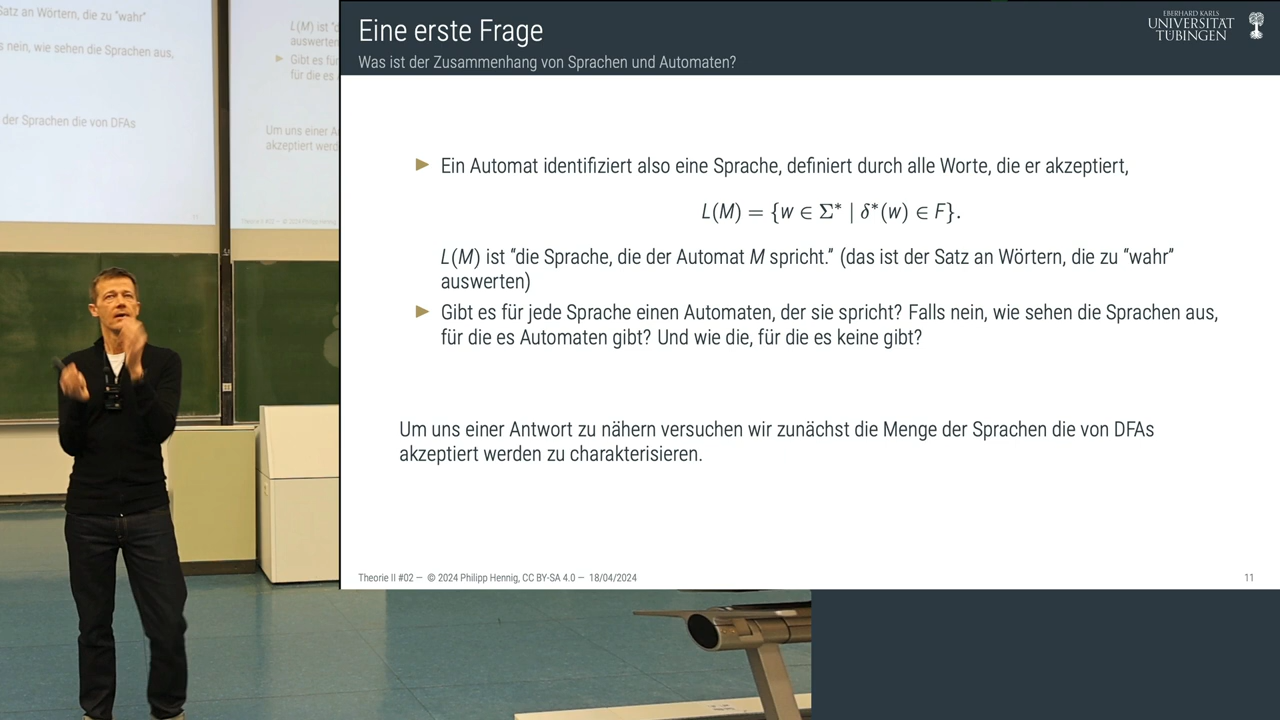 Satz an Wörtern, die zu “wahr”
s nein, wie sehen die Sprachen aus,
der Sprachen die von DFAs
L(M) ist “d
auswerten)
Gibt es für
für die es
Um uns einer A
akzeptiert werd
Eine erste Frage
Was ist der Zusammenhang von Sprachen und Automaten?
EBERHARD KARLS
UNIVERSITÄT
TÜBINGEN
▶ Ein Automat identifiziert also eine Sprache, definiert durch alle Worte, die er akzeptiert,
L(M) = {w ∈ Σ* | δ*(w) ∈ F}.
L(M) ist “die Sprache, die der Automat M spricht.” (das ist der Satz an Wörtern, die zu “wahr”
auswerten)
▶ Gibt es für jede Sprache einen Automaten, der sie spricht? Falls nein, wie sehen die Sprachen aus,
für die es Automaten gibt? Und wie die, für die es keine gibt?
Um uns einer Antwort zu nähern versuchen wir zunächst die Menge der Sprachen die von DFAs
akzeptiert werden zu charakterisieren.
Theorie II #02 — © 2024 Philipp Hennig, CC BY-SA 4.0 — 18/04/2024
11